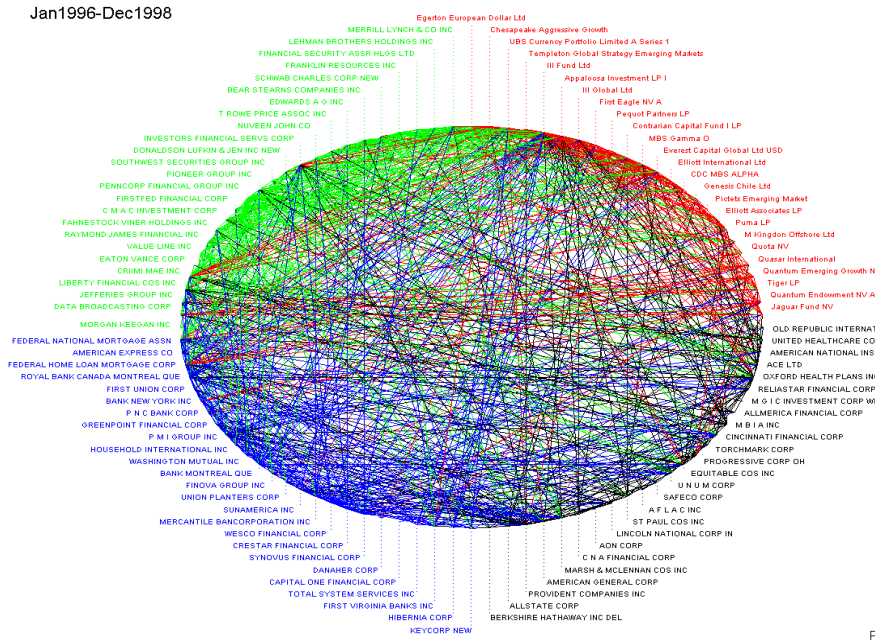 Jan1996-Dec1998
Egerton European Dollar Ltd
MERRILL LYNCH & CO INC
Chesapeake Aggressive Growth
LEHMAN BROTHERS HOLDINGS INC
UBS Currency Portfolio Limited A Series 1
FINANCIAL SECURITY ASSR HLGS LTD
Templeton Global Strategy Emerging Markets
FRANKLIN RESOURCES INC
III Fund Ltd
SCHWAB CHARLES CORP NEW
Appaloosa Investment LP I
BEAR STEARNS COMPANIES INC
III Global Ltd
EDWARDS A G INC
First Eagle NV A
T ROWE PRICE ASSOC INC
Pequot Partners LP
NUVEEN JOHN CO
Contrarian Capital Fund I LP
INVESTORS FINANCIAL SERVS CORP
MBS Gamma O
DONALDSON LUFKIN & JEN INC NEW
Everest Capital Global Ltd USD
SOUTHWEST SECURITIES GROUP INC
Elliott International Ltd
PIONEER GROUP INC
CDC MBS ALPHA
PENNCORP FINANCIAL GROUP INC
Genesis Chile Ltd
FIRSTFED FINANCIAL CORP
Pictets Emerging Market
C M A C INVESTMENT CORP
Elliott Associates LP
FAHNESTOCK VINER HOLDINGS INC
Puma LP
RAYMOND JAMES FINANCIAL INC
M Kingdon Offshore Ltd
VALUE LINE INC
Quota NV
EATON VANCE CORP
Quasar International
CRIIMI MAE INC
Quantum Emerging Growth N
LIBERTY FINANCIAL COS INC
Tiger LP
JEFFERIES GROUP INC
Quantum Endowment NV A
DATA BROADCASTING CORP
Jaguar Fund NV
MORGAN KEEGAN INC
OLD REPUBLIC INTERNAT
FEDERAL NATIONAL MORTGAGE ASSN
UNITED HEALTHCARE CO
AMERICAN EXPRESS CO
AMERICAN NATIONAL INS
FEDERAL HOME LOAN MORTGAGE CORP
ACE LTD
ROYAL BANK CANADA MONTREAL QUE
OXFORD HEALTH PLANS IN
FIRST UNION CORP
RELIASTAR FINANCIAL CORP
BANK NEW YORK INC
M G I C INVESTMENT CORP W
P N C BANK CORP
ALLMERICA FINANCIAL CORP
GREENPOINT FINANCIAL CORP
M B I A INC
P M I GROUP INC
CINCINNATI FINANCIAL CORP
HOUSEHOLD INTERNATIONAL INC
TORCHMARK CORP
WASHINGTON MUTUAL INC
PROGRESSIVE CORP OH
BANK MONTREAL QUE
EQUITABLE COS INC
FINOVA GROUP INC
U N U M CORP
UNION PLANTERS CORP
SAFECO CORP
SUNAMERICA INC
A F L A C INC
MERCANTILE BANCORPORATION INC
ST PAUL COS INC
WESCO FINANCIAL CORP
LINCOLN NATIONAL CORP IN
CRESTAR FINANCIAL CORP
AON CORP
SYNOVUS FINANCIAL CORP
C N A FINANCIAL CORP
DANAHER CORP
MARSH & MCLENNAN COS INC
CAPITAL ONE FINANCIAL CORP
AMERICAN GENERAL CORP
TOTAL SYSTEM SERVICES INC
PROVIDENT COMPANIES INC
FIRST VIRGINIA BANKS INC
ALLSTATE CORP
HIBERNIA CORP
BERKSHIRE HATHAWAY INC DEL
KEYCORP NEW